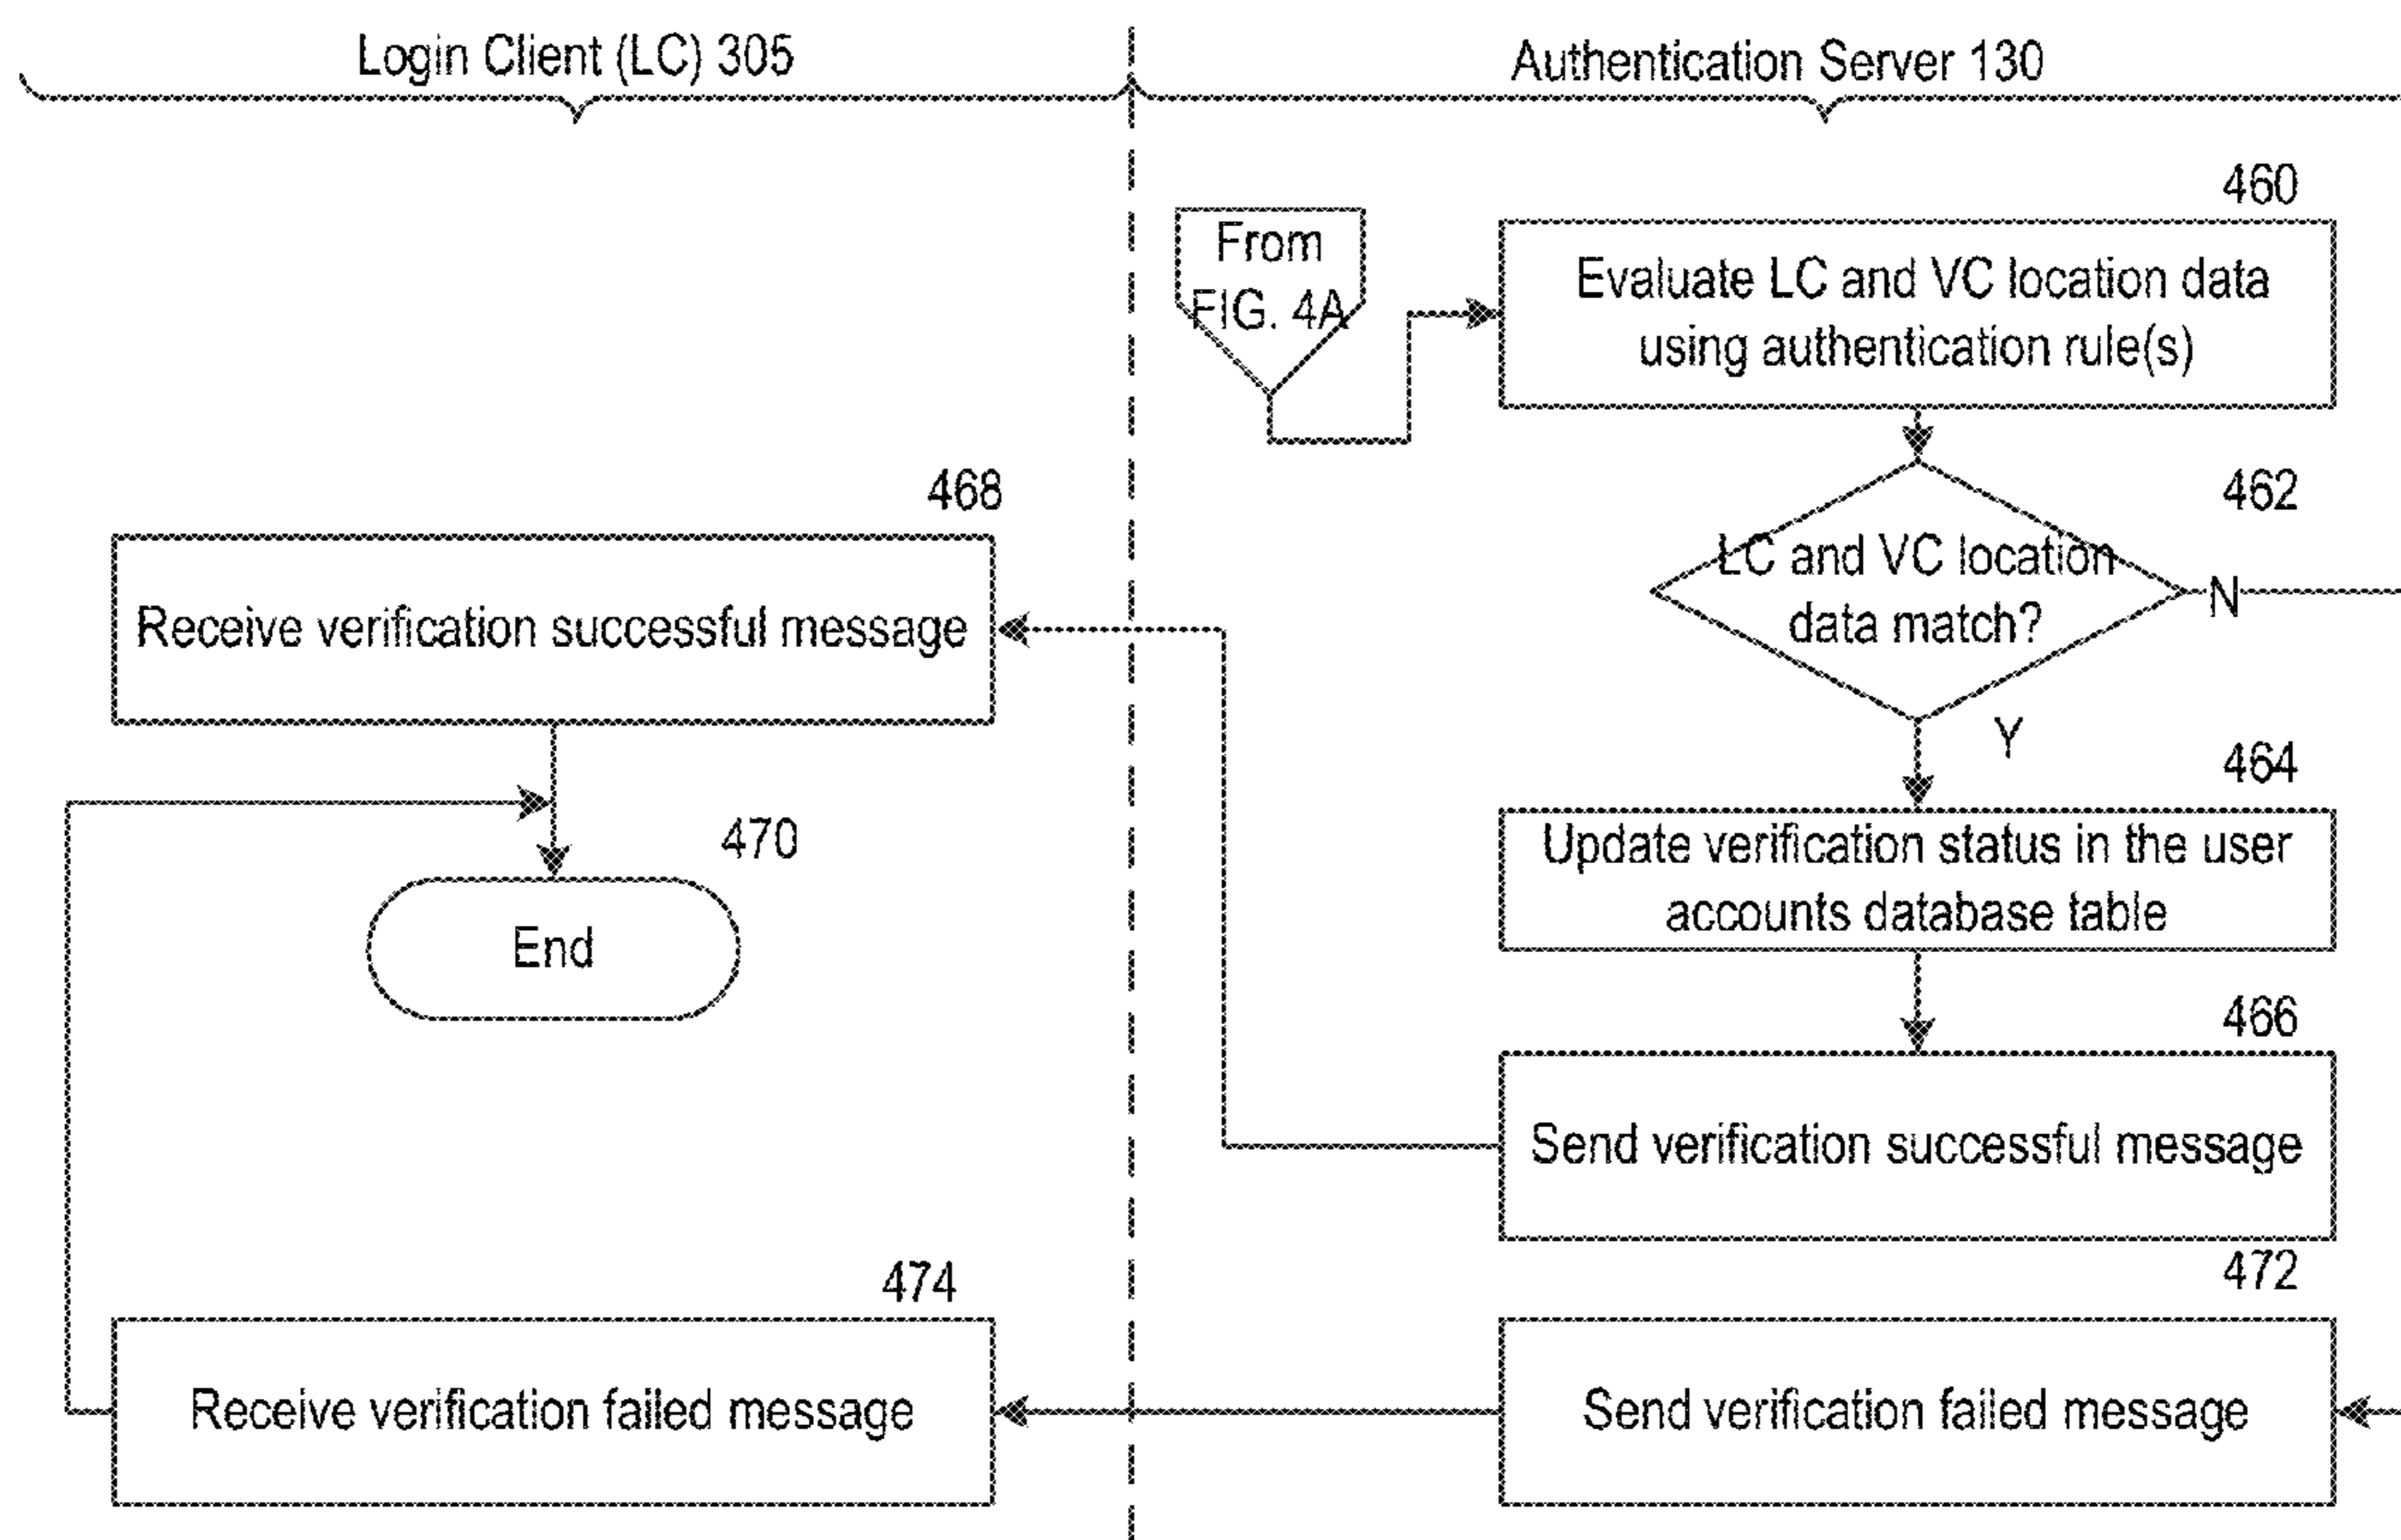 Login Client (LC) 305
Authentication Server 130
From
FIG. 4A
460
Evaluate LC and VC location data
using authentication rule(s)
462
LC and VC location
data match?
N
Y
468
Receive verification successful message
464
Update verification status in the user
accounts database table
470
End
466
Send verification successful message
472
Send verification failed message
474
Receive verification failed message